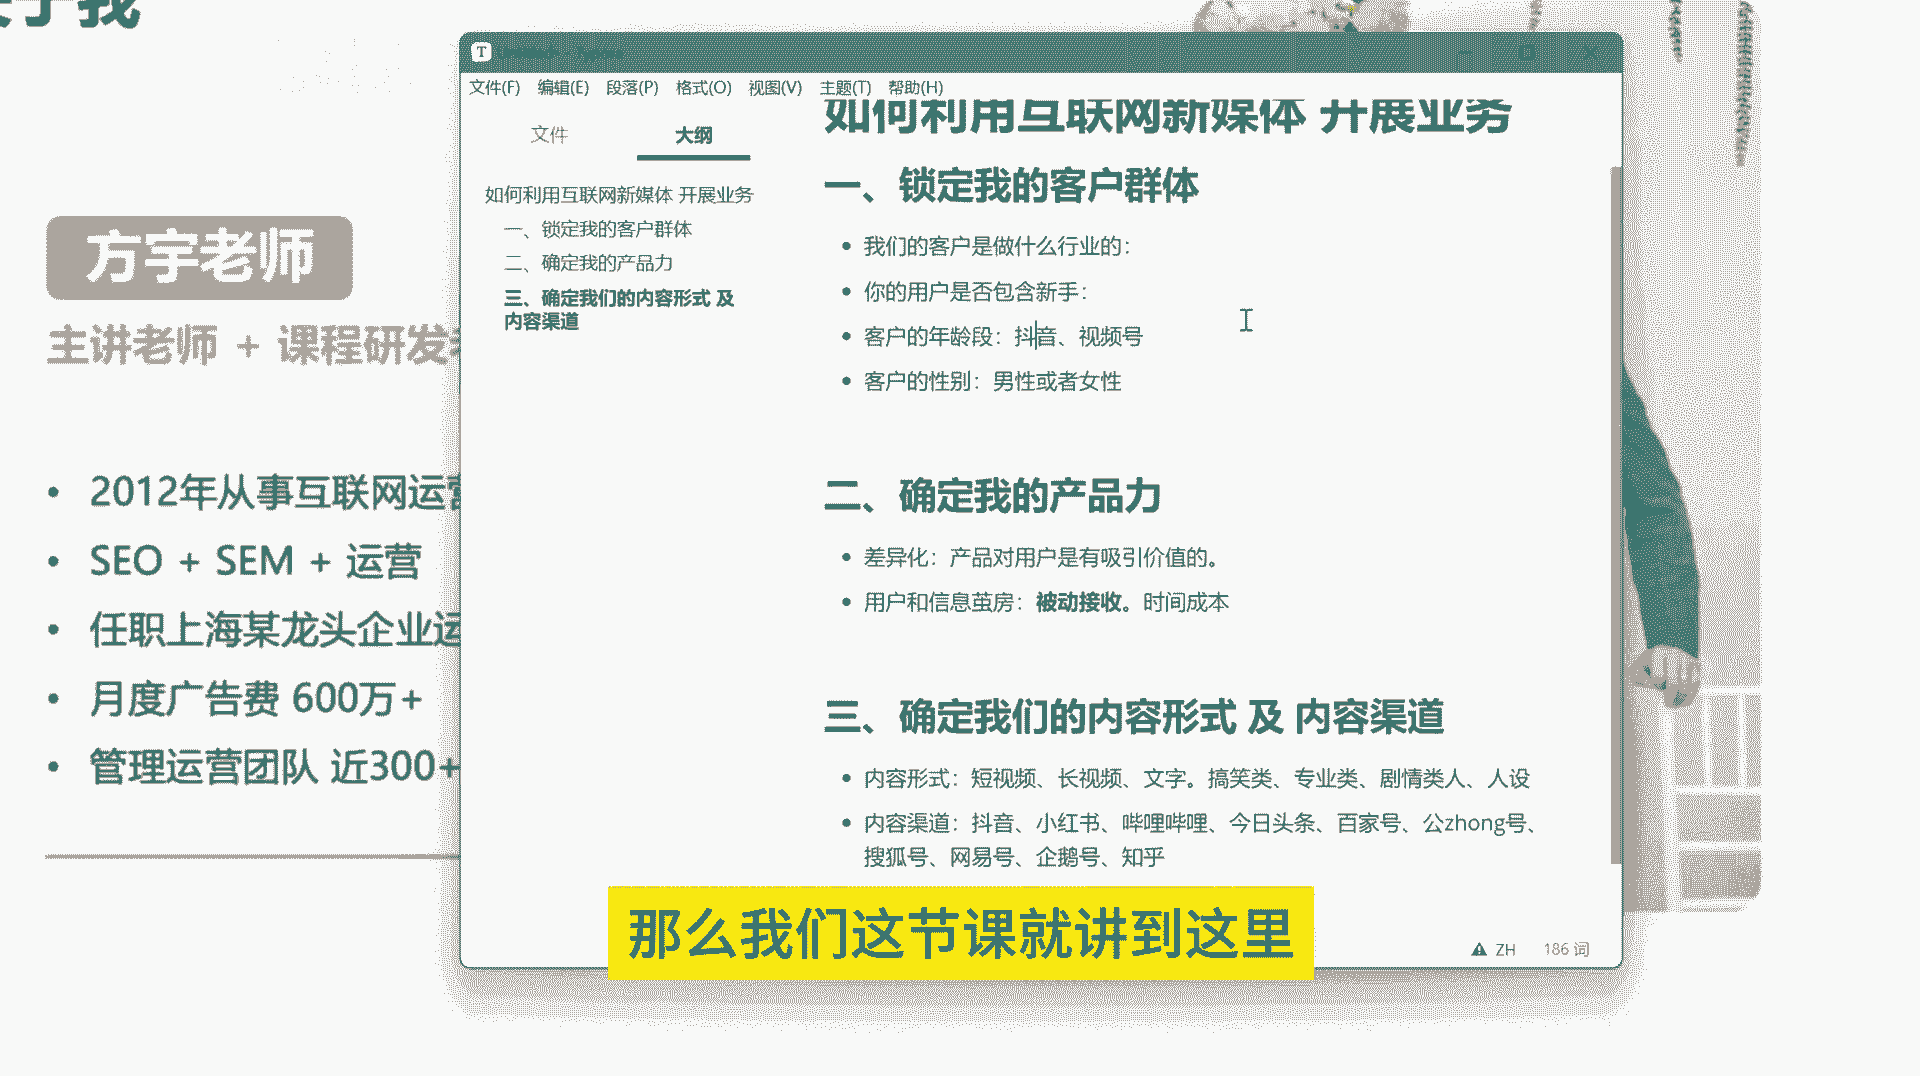 关于我
方宇老师
主讲老师 + 课程研发
2012年从事互联网运营
SEO + SEM + 运营
任职上海某龙头企业运
月度广告费 600万+
管理运营团队 近300+
T
文件(F) 编辑(E) 段落(P) 格式(O) 视图(V) 主题(T) 帮助(H)
文件 大纲
如何利用互联网新媒体 开展业务
一、锁定我的客户群体
二、确定我的产品力
三、确定我们的内容形式 及
内容渠道
如何利用互联网新媒体 开展业务
一、锁定我的客户群体
我们的客户是做什么行业的：
你的用户是否包含新手：
客户的年龄段：抖音、视频号
客户的性别：男性或者女性
二、确定我的产品力
差异化：产品对用户是有吸引价值的。
用户和信息茧房：被动接收。时间成本
三、确定我们的内容形式 及 内容渠道
内容形式：短视频、长视频、文字。搞笑类、专业类、剧情类人、人设
内容渠道：抖音、小红书、哔哩哔哩、今日头条、百家号、公zhong号、
搜狐号、网易号、企鹅号、知乎
那么我们这节课就讲到这里
ZH 186 词